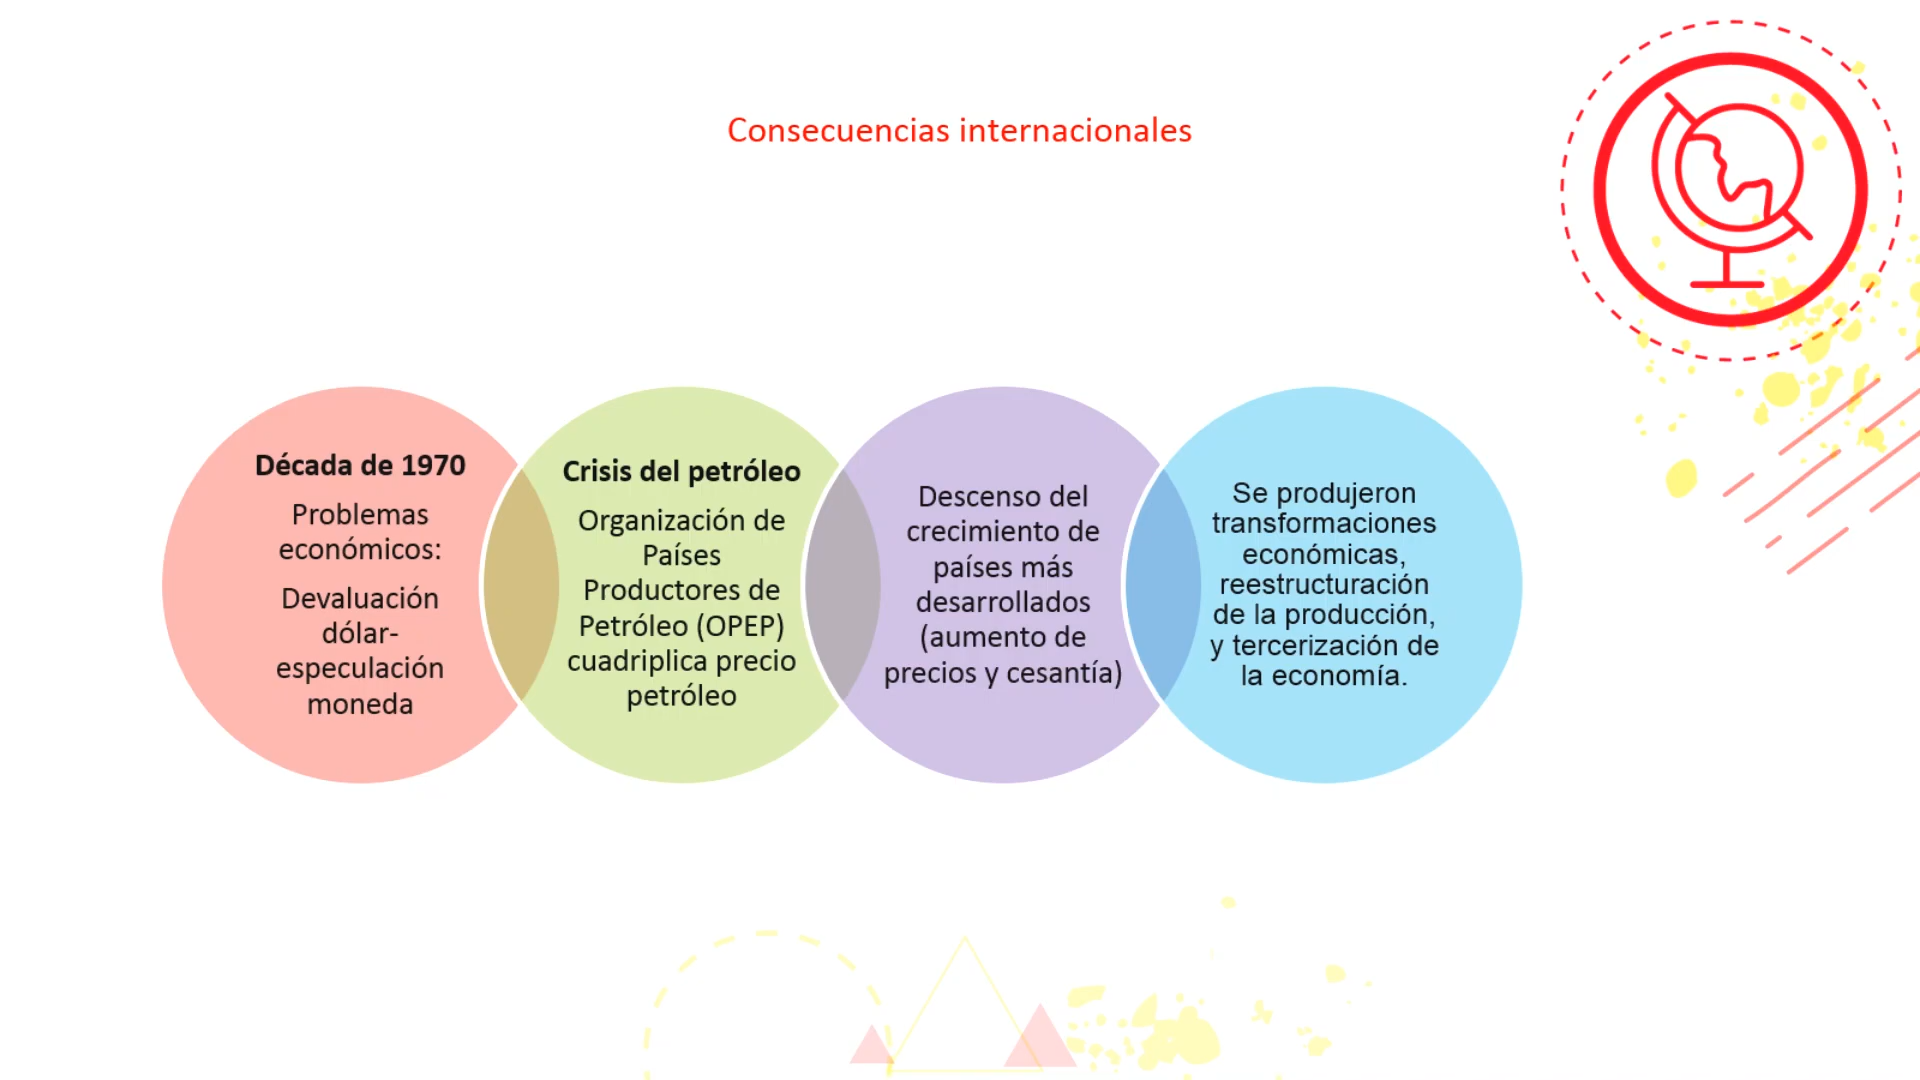 Consecuencias internacionales
Década de 1970
Problemas
económicos:
Devaluación
dólar-
especulación
moneda
Crisis del petróleo
Organización de
Países
Productores de
Petróleo (OPEP)
cuadriplica precio
petróleo
Descenso del
crecimiento de
países más
desarrollados
(aumento de
precios y cesantía)
Se produjeron
transformaciones
económicas,
reestructuración
de la producción,
y tercerización de
la economía.